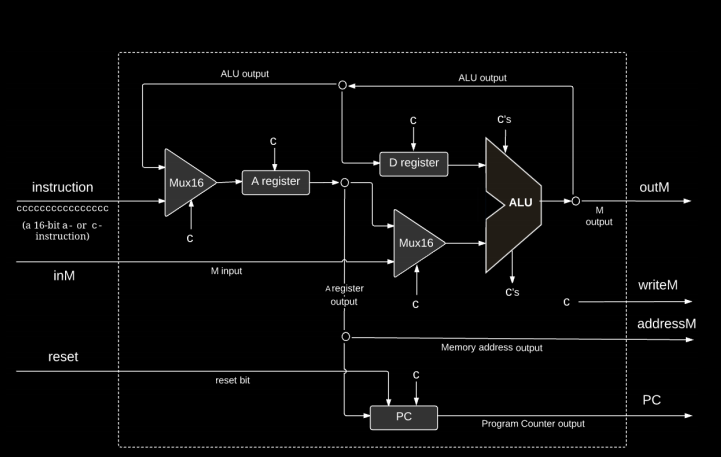 ALU output
ALU output
c
c
c's
D register
instruction
Mux16
A register
ALU
outM
cccccccccccccccc
(a 16-bit a- or c-
instruction)
M
output
c
Mux16
inM
M input
A register
output
c
c's
c
writeM
addressM
Memory address output
reset
reset bit
c
PC
PC
Program Counter output